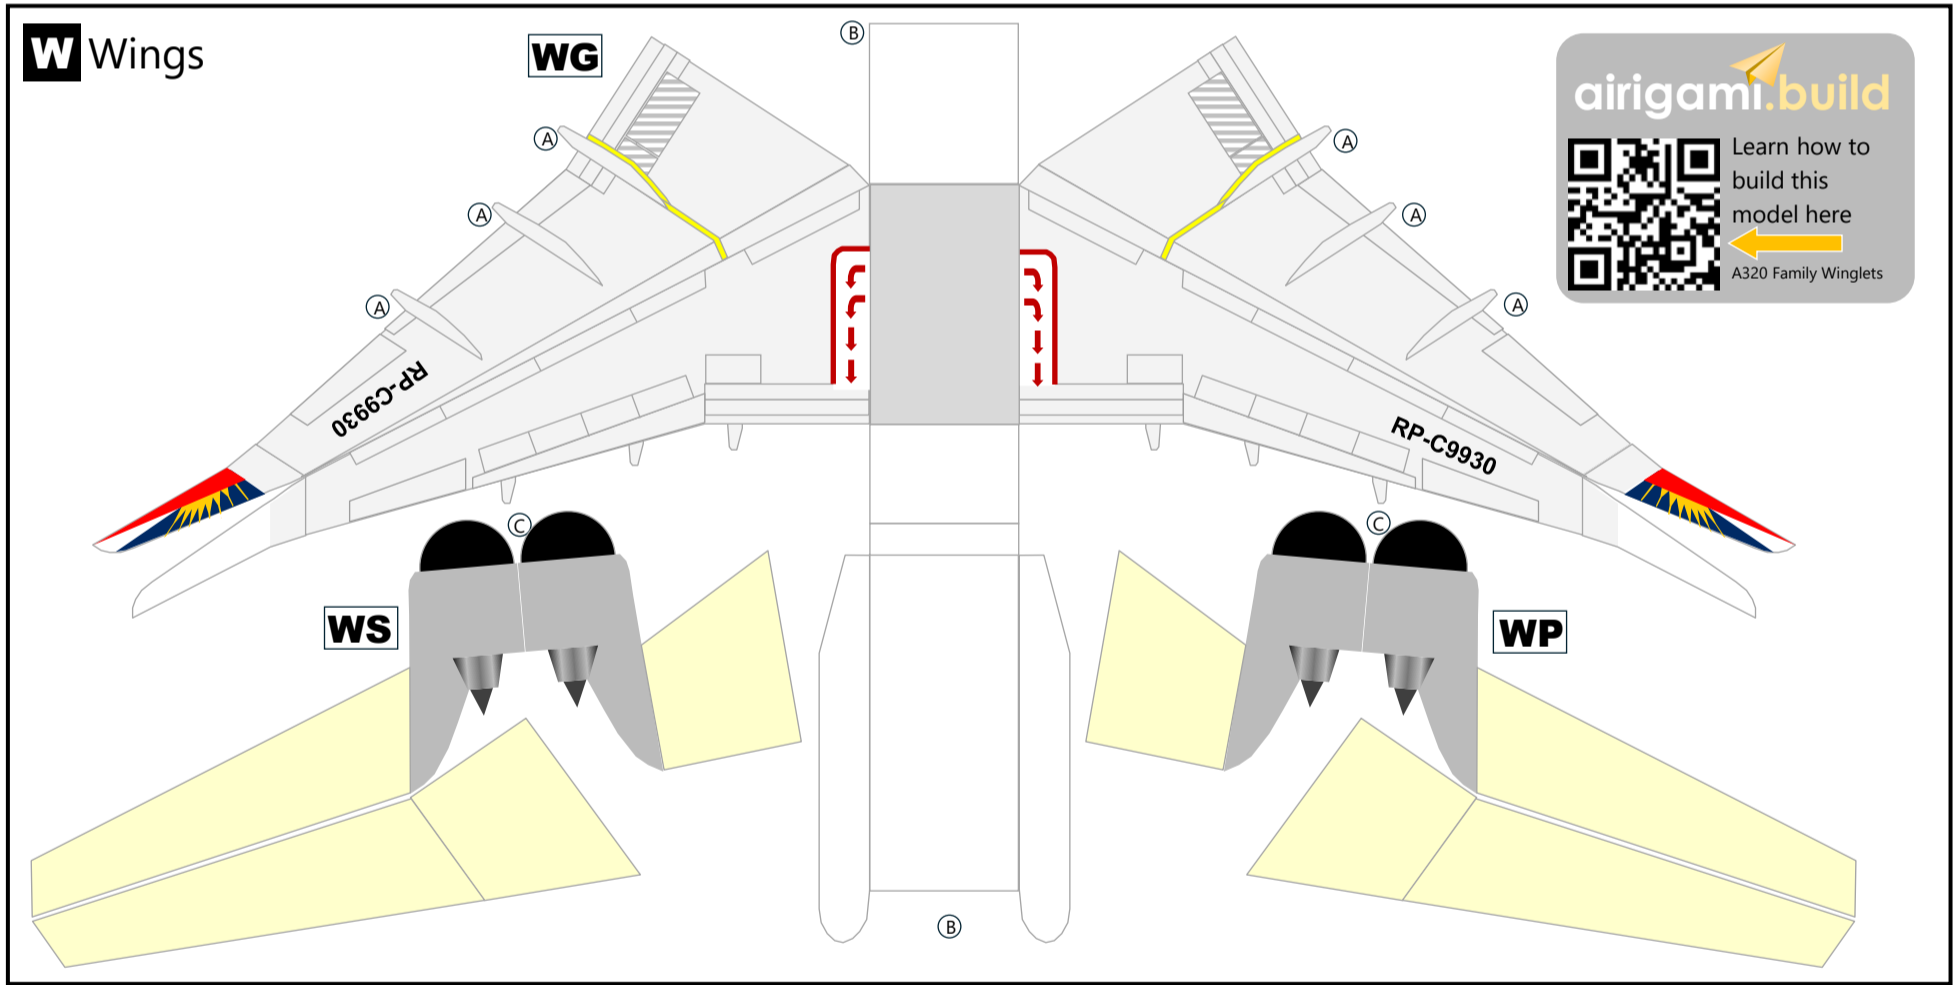 W Wings
WG
B
airigami.build
Learn how to
build this
model here
A320 Family Winglets
A
A
A
A
A
A
RP-C9930
RP-C9930
C
C
WS
WP
B